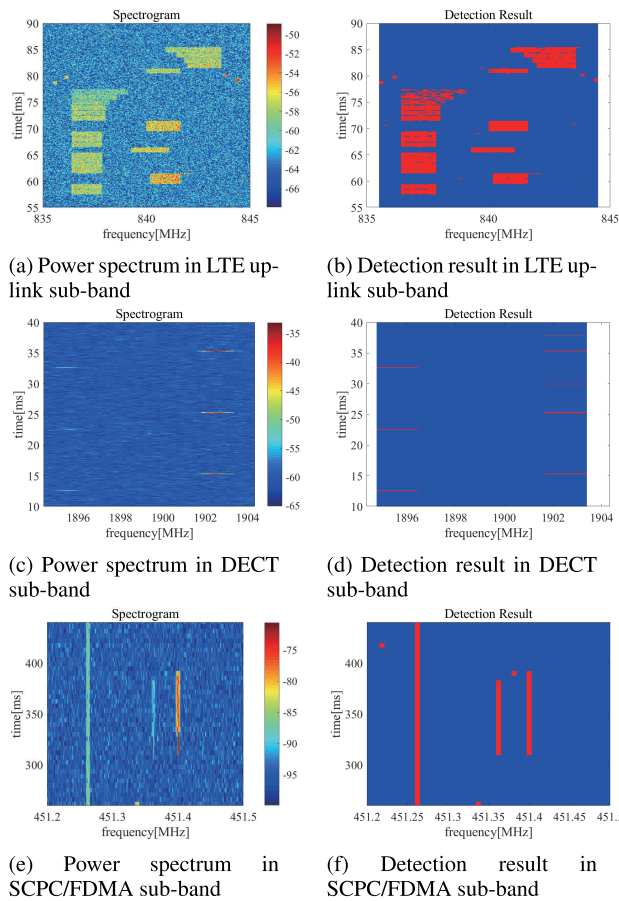 Spectrogram
90
85
80
75
70
65
60
55
time[ms]
835 840 845
frequency[MHz]
-50
-52
-54
-56
-58
-60
-62
-64
-66
Detection Result
90
85
80
75
70
65
60
55
time[ms]
835 840 845
frequency[MHz]
(a) Power spectrum in LTE up-
link sub-band
(b) Detection result in LTE up-
link sub-band
Spectrogram
40
35
30
25
20
15
10
time[ms]
1896 1898 1900 1902 1904
frequency[MHz]
-35
-40
-45
-50
-55
-60
-65
Detection Result
40
35
30
25
20
15
10
time[ms]
1896 1898 1900 1902 1904
frequency[MHz]
(c) Power spectrum in DECT
sub-band
(d) Detection result in DECT
sub-band
Spectrogram
400
350
300
time[ms]
451.2 451.3 451.4 451.5
frequency[MHz]
-75
-80
-85
-90
-95
Detection Result
400
350
300
time[ms]
451.2 451.25 451.3 451.35 451.4 451.45 451.5
frequency[MHz]
(e) Power spectrum in
SCPC/FDMA sub-band
(f) Detection result in
SCPC/FDMA sub-band